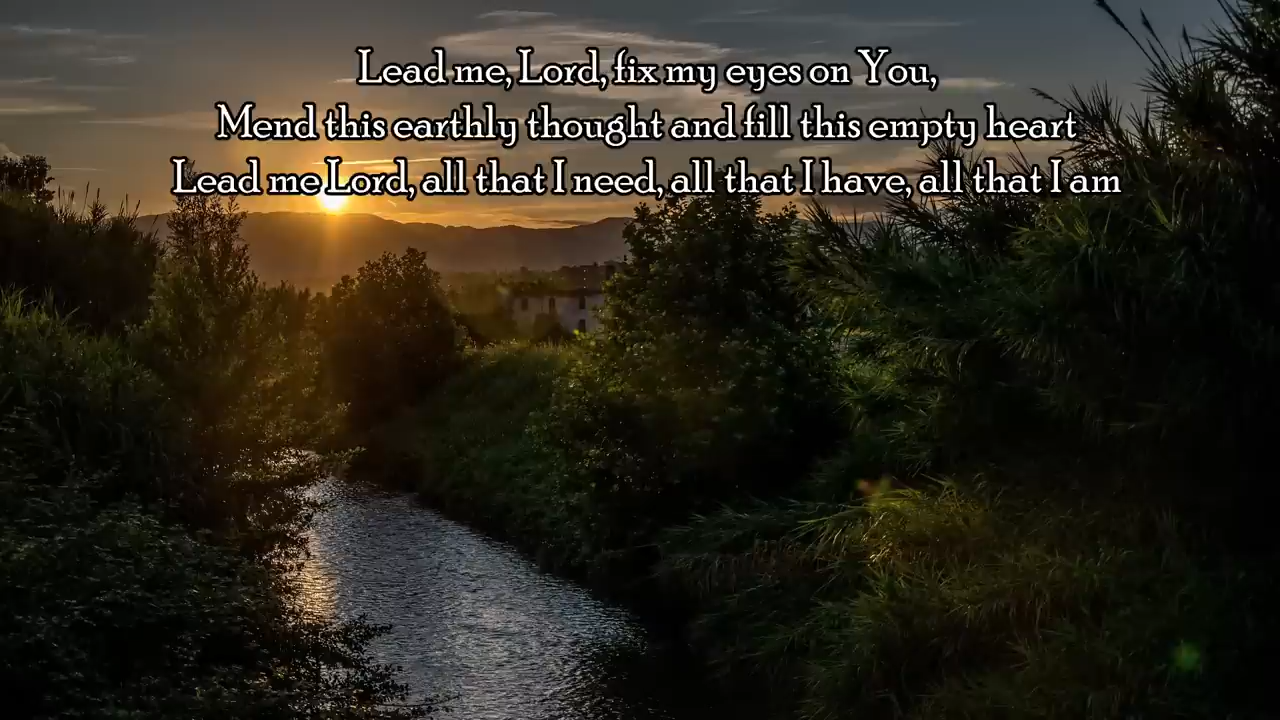 Lead me, Lord, fix my eyes on You,
Mend this earthly thought and fill this empty heart
Lead me Lord, all that I need, all that I have, all that I am